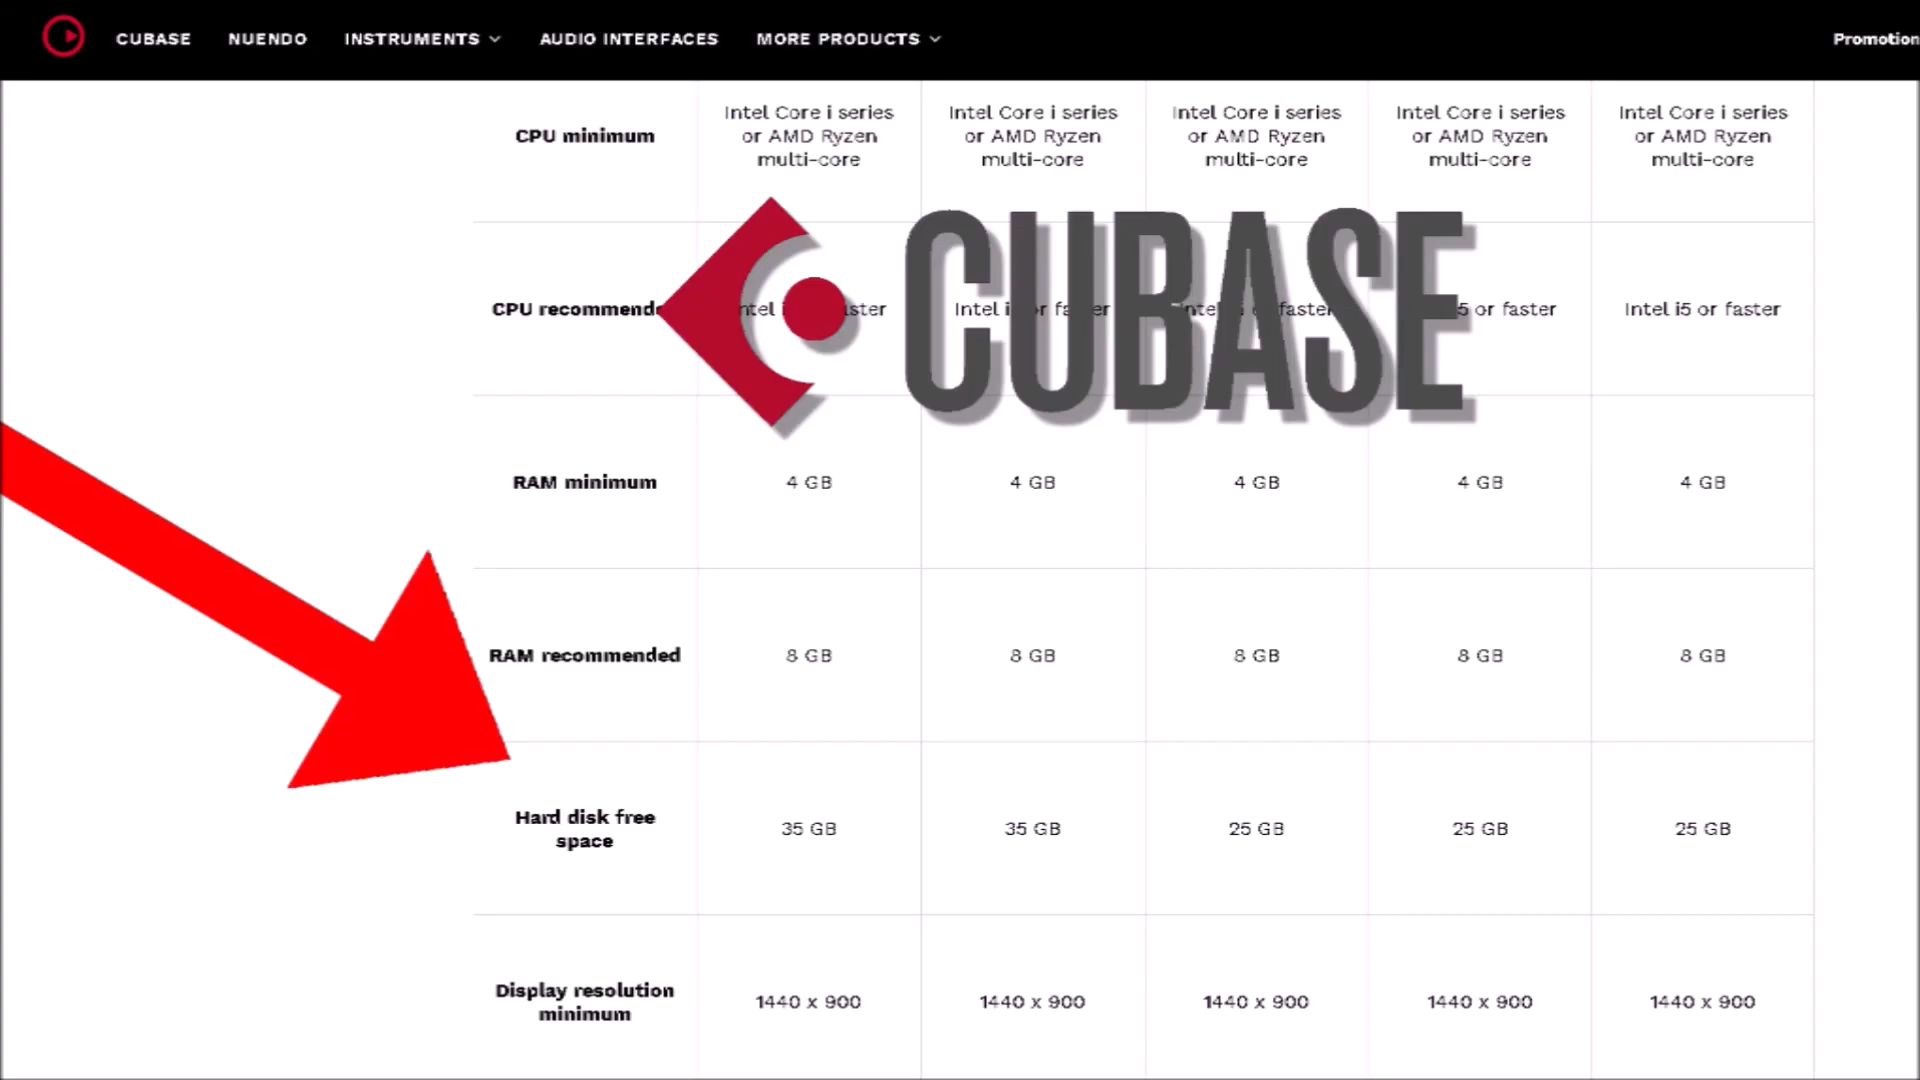 CUBASE NUENDO INSTRUMENTS AUDIO INTERFACES MORE PRODUCTS Promotion
CPU minimum
Intel Core i series
or AMD Ryzen
multi-core
Intel Core i series
or AMD Ryzen
multi-core
Intel Core i series
or AMD Ryzen
multi-core
Intel Core i series
or AMD Ryzen
multi-core
Intel Core i series
or AMD Ryzen
multi-core
CUBASE
CPU recommende
Intel or faster
5 or faster
Intel i5 or faster
RAM minimum 4 GB 4 GB 4 GB 4 GB 4 GB
RAM recommended 8 GB 8 GB 8 GB 8 GB 8 GB
Hard disk free
space
35 GB 35 GB 25 GB 25 GB 25 GB
Display resolution
minimum
1440 x 900 1440 x 900 1440 x 900 1440 x 900 1440 x 900